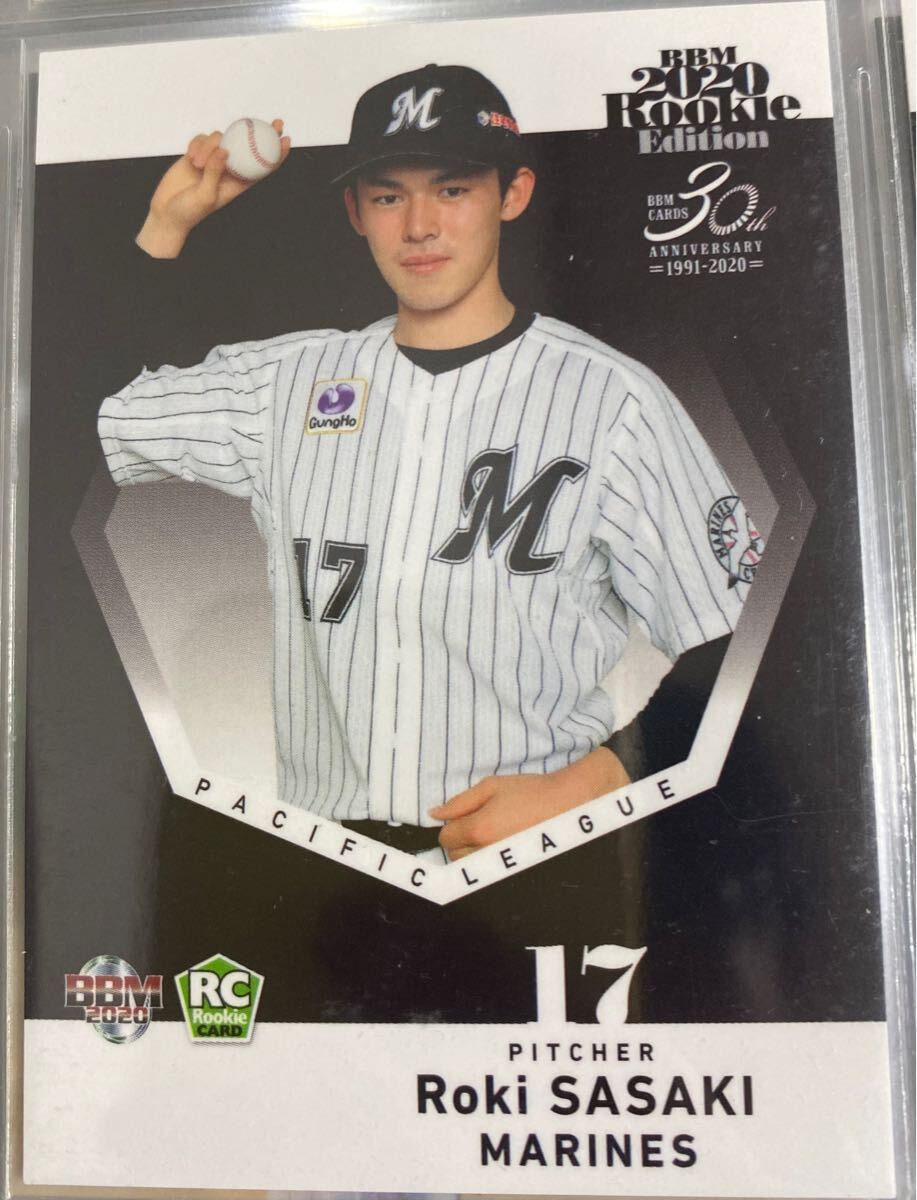 BBM
2020
Rookie
Edition
BBM
CARDS
30th
ANNIVERSARY
=1991-2020=
M
GungHo
M
17
MARINES
PACIFIC LEAGUE
BBM
2020
RC
Rookie
CARD
17
PITCHER
Roki SASAKI
MARINES